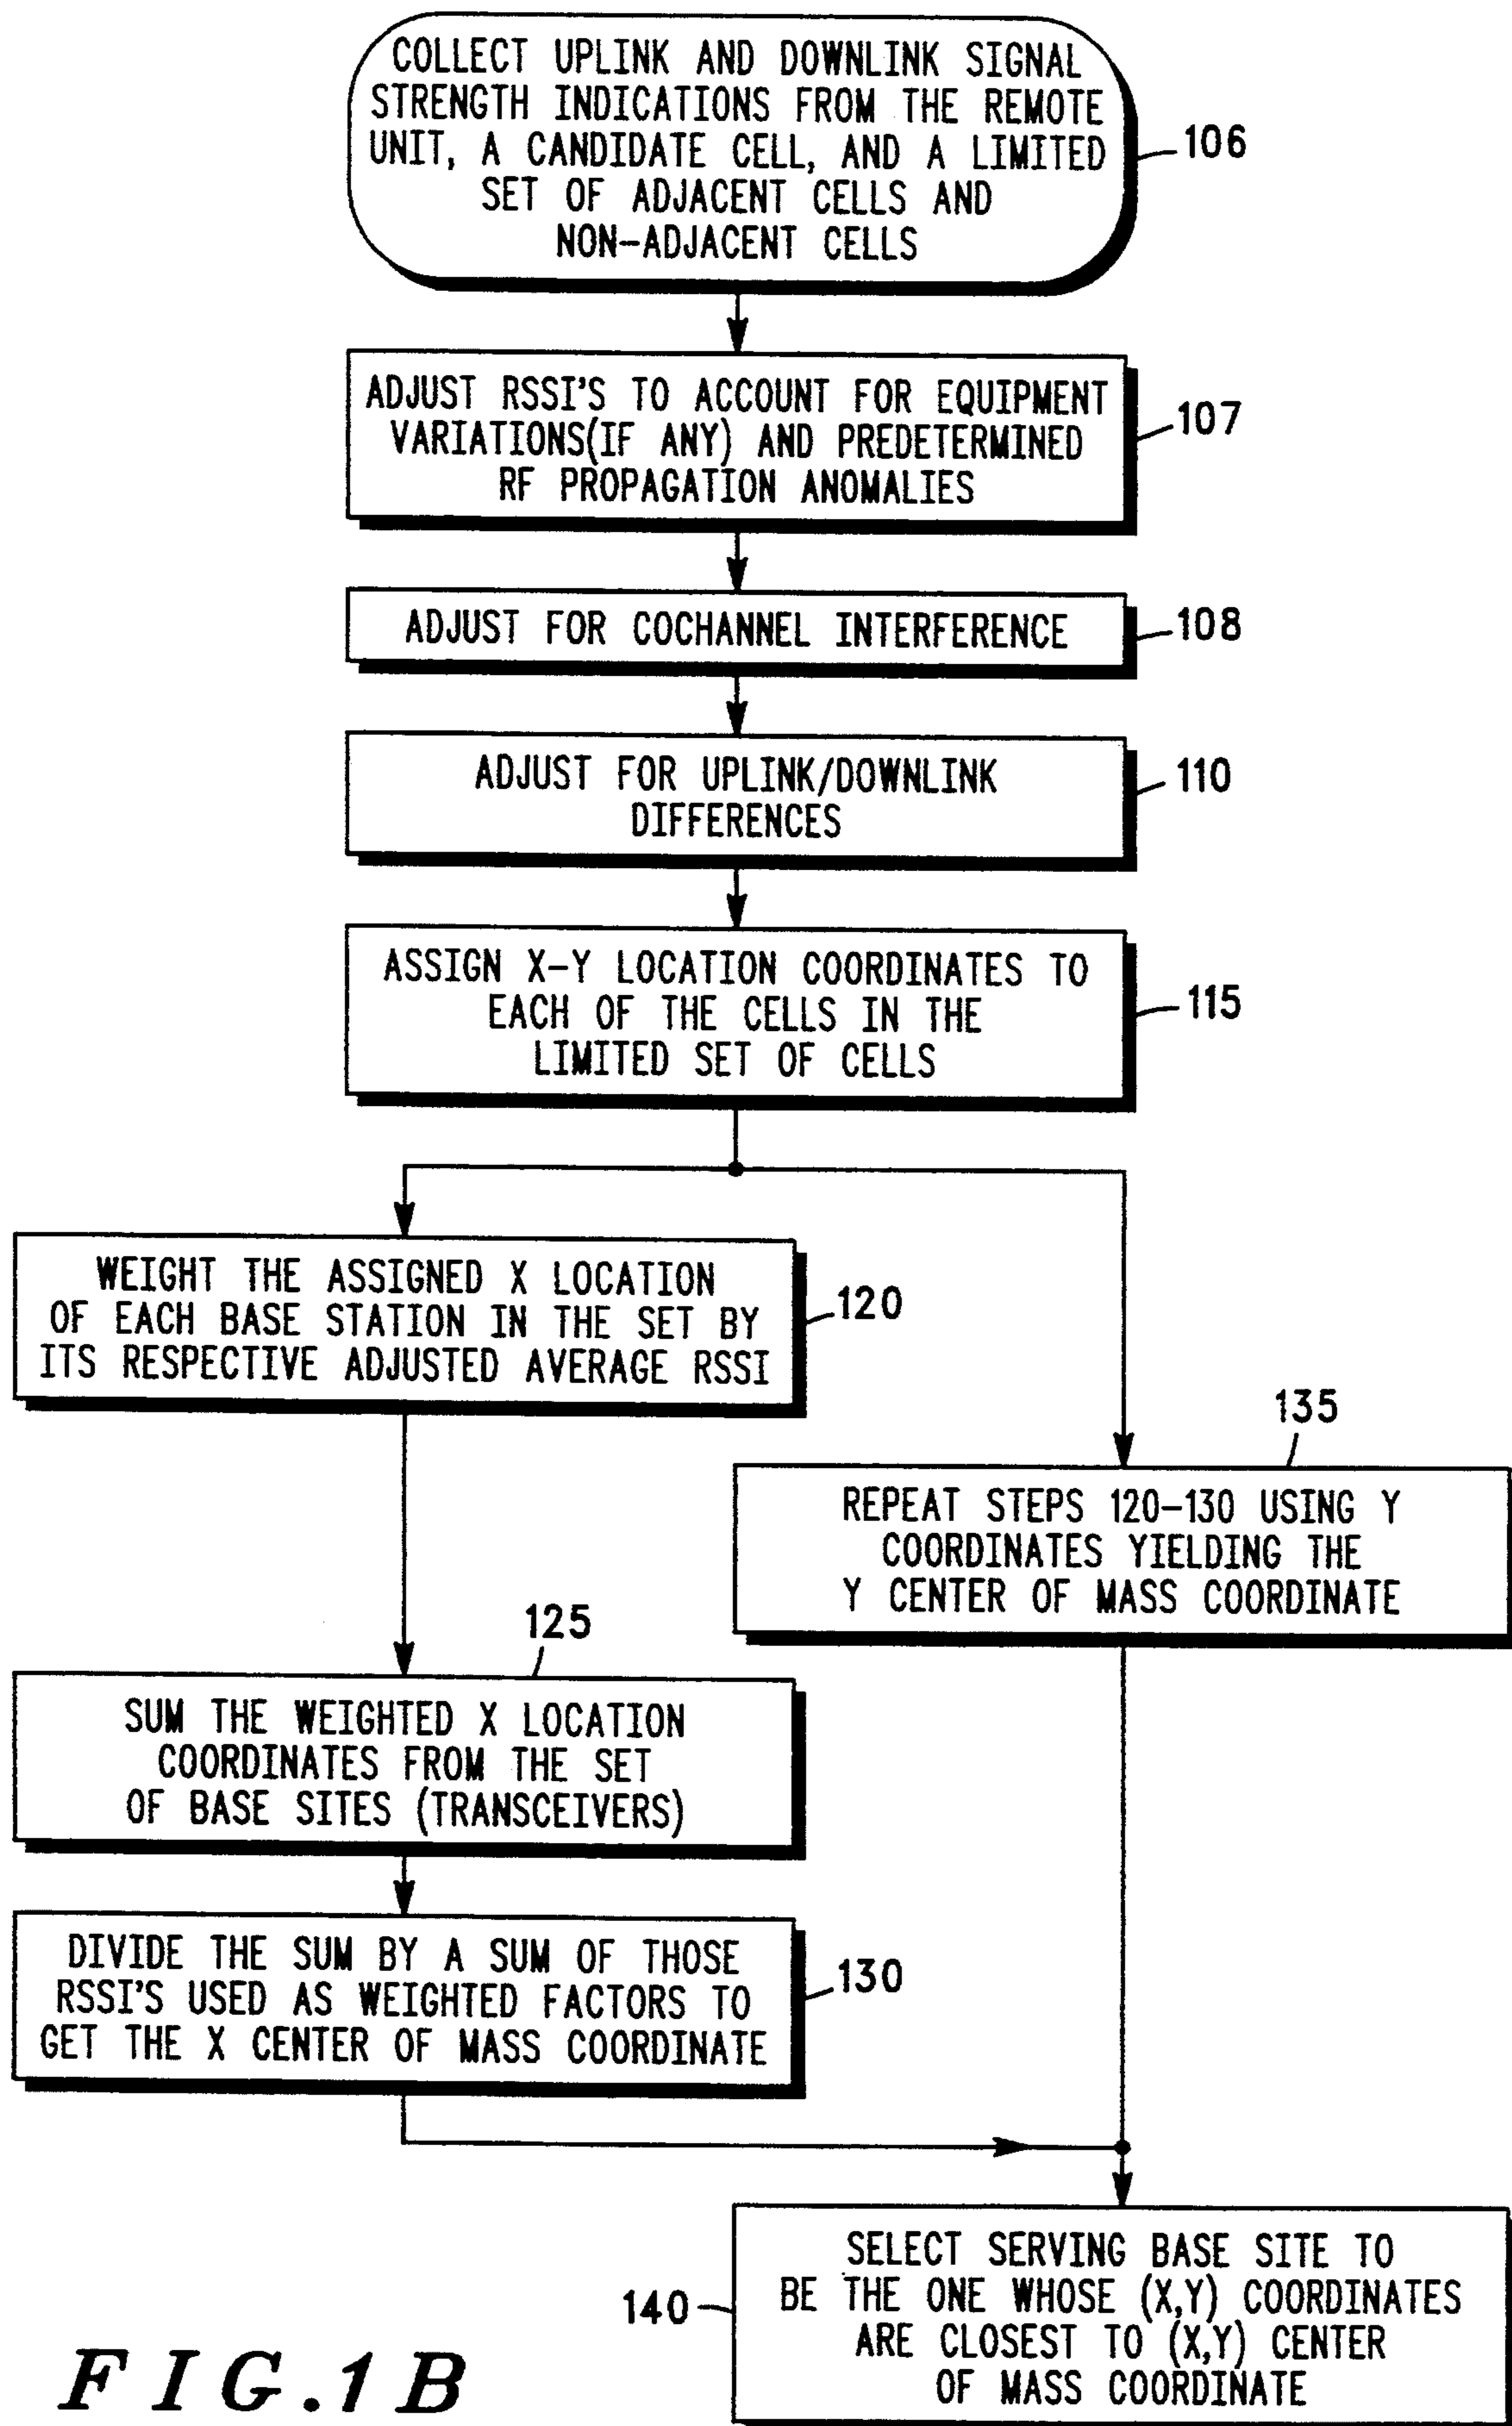 COLLECT UPLINK AND DOWNLINK SIGNAL
STRENGTH INDICATIONS FROM THE REMOTE
UNIT, A CANDIDATE CELL, AND A LIMITED
SET OF ADJACENT CELLS AND
NON-ADJACENT CELLS
106
ADJUST RSSI'S TO ACCOUNT FOR EQUIPMENT
VARIATIONS(IF ANY) AND PREDETERMINED
RF PROPAGATION ANOMALIES
107
ADJUST FOR COCHANNEL INTERFERENCE
108
ADJUST FOR UPLINK/DOWNLINK
DIFFERENCES
110
ASSIGN X-Y LOCATION COORDINATES TO
EACH OF THE CELLS IN THE
LIMITED SET OF CELLS
115
WEIGHT THE ASSIGNED X LOCATION
OF EACH BASE STATION IN THE SET BY
ITS RESPECTIVE ADJUSTED AVERAGE RSSI
120
135
REPEAT STEPS 120-130 USING Y
COORDINATES YIELDING THE
Y CENTER OF MASS COORDINATE
125
SUM THE WEIGHTED X LOCATION
COORDINATES FROM THE SET
OF BASE SITES (TRANSCEIVERS)
DIVIDE THE SUM BY A SUM OF THOSE
RSSI'S USED AS WEIGHTED FACTORS TO
GET THE X CENTER OF MASS COORDINATE
130
SELECT SERVING BASE SITE TO
BE THE ONE WHOSE (X,Y) COORDINATES
ARE CLOSEST TO (X,Y) CENTER
OF MASS COORDINATE
140
FIG.1B